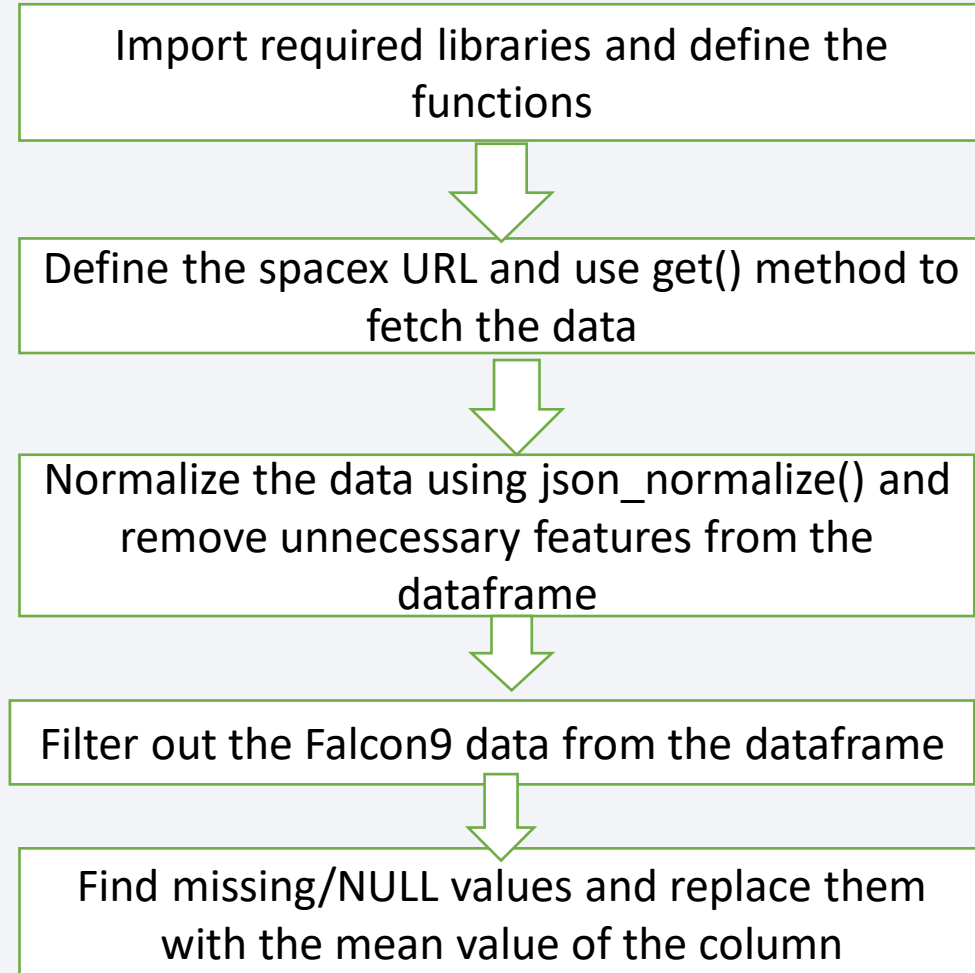 Import required libraries and define the
functions
Define the spacex URL and use get() method to
fetch the data
Normalize the data using json_normalize() and
remove unnecessary features from the
dataframe
Filter out the Falcon9 data from the dataframe
Find missing/NULL values and replace them
with the mean value of the column